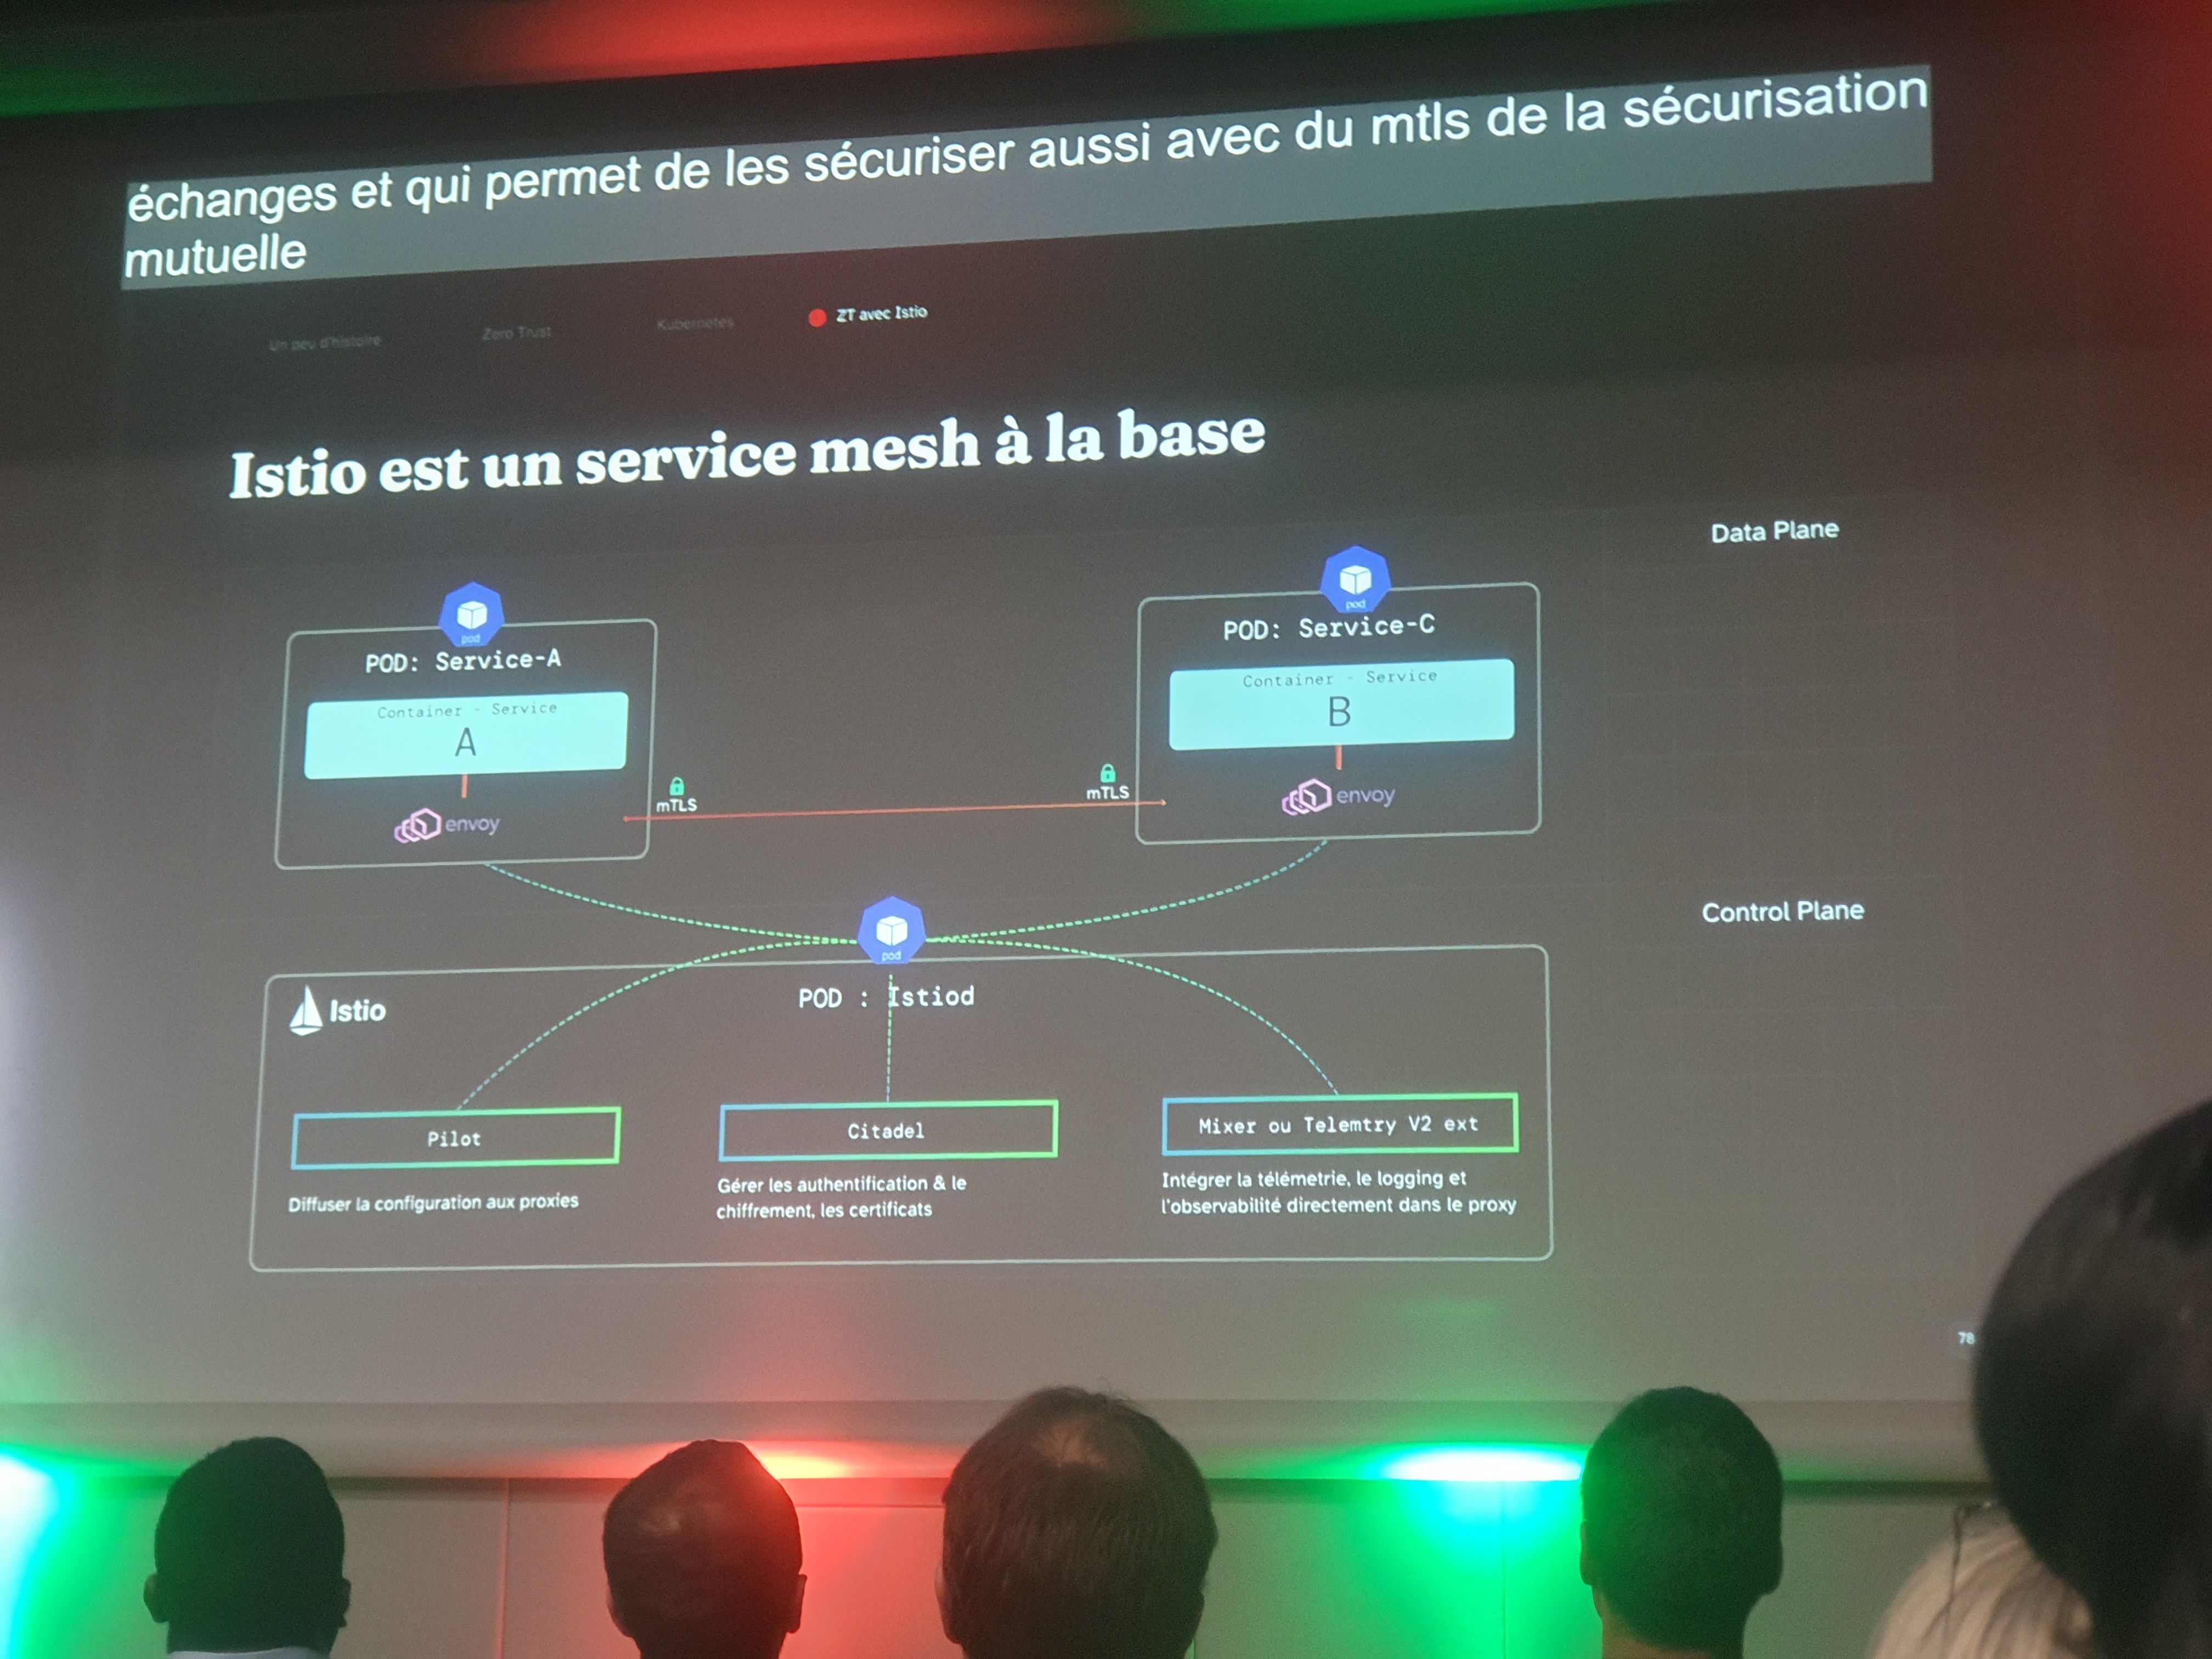 échanges et qui permet de les sécuriser aussi avec du mtls de la sécurisation
mutuelle
Un peu d'histoire
Zero Trust
Kubernetes
ZT avec Istio
Istio est un service mesh à la base
Data Plane
pod
POD: Service-A
Container - Service
A
envoy
mTLS
mTLS
pod
POD: Service-C
Container - Service
B
envoy
Control Plane
pod
Istio
POD : Istiod
Pilot
Diffuser la configuration aux proxies
Citadel
Gérer les authentification & le
chiffrement, les certificats
Mixer ou Telemtry V2 ext
Intégrer la télémetrie, le logging et
l'observabilité directement dans le proxy
78